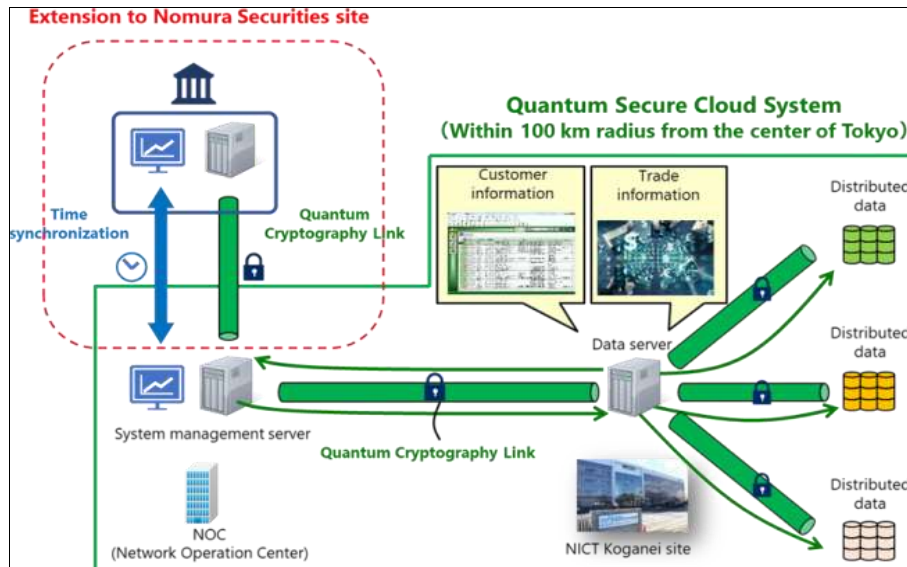 Extension to Nomura Securities site
Quantum Secure Cloud System
(Within 100 km radius from the center of Tokyo)
Customer
information
Trade
information
Distributed
data
Time
synchronization
Quantum
Cryptography Link
Data server
Distributed
data
System management server
Quantum Cryptography Link
NOC
(Network Operation Center)
NICT Koganei site
Distributed
data